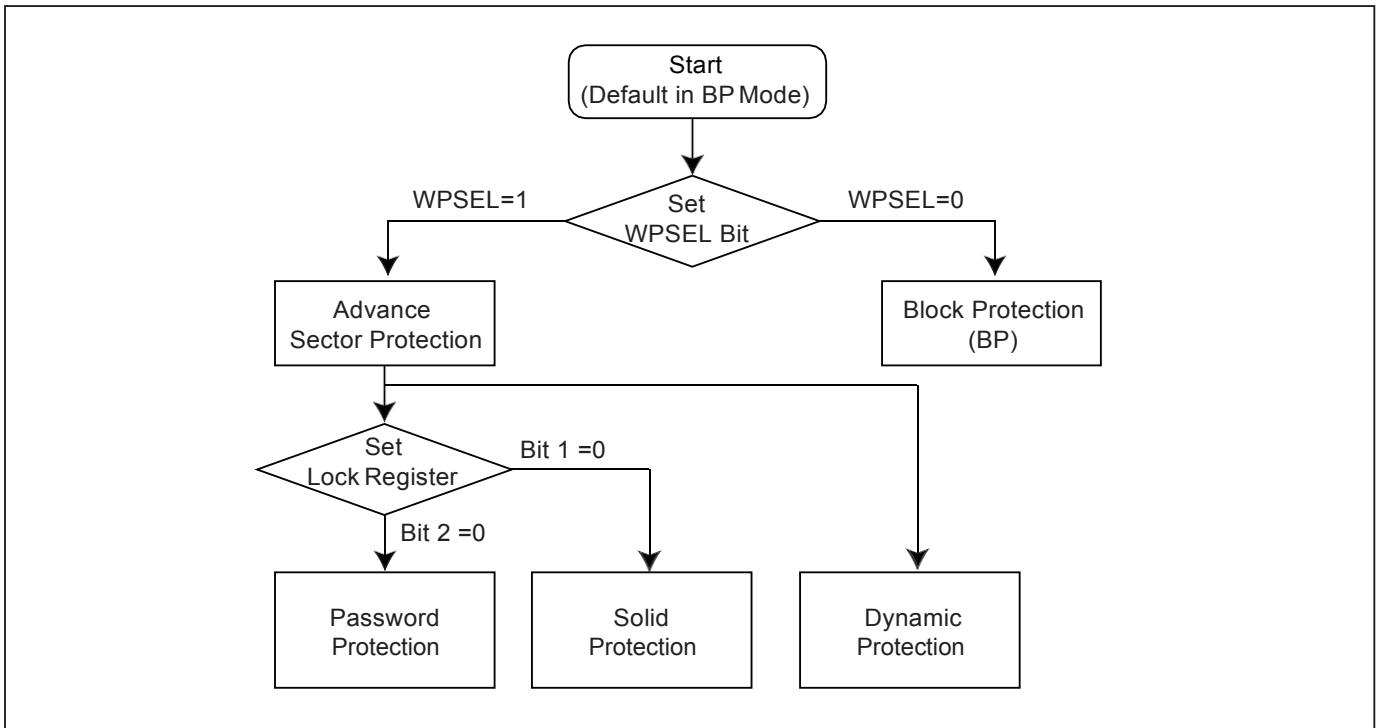 Start
(Default in BP Mode)
WPSEL=1
Set
WPSEL Bit
WPSEL=0
Advance
Sector Protection
Block Protection
(BP)
Set
Lock Register
Bit 1 =0
Bit 2 =0
Password
Protection
Solid
Protection
Dynamic
Protection